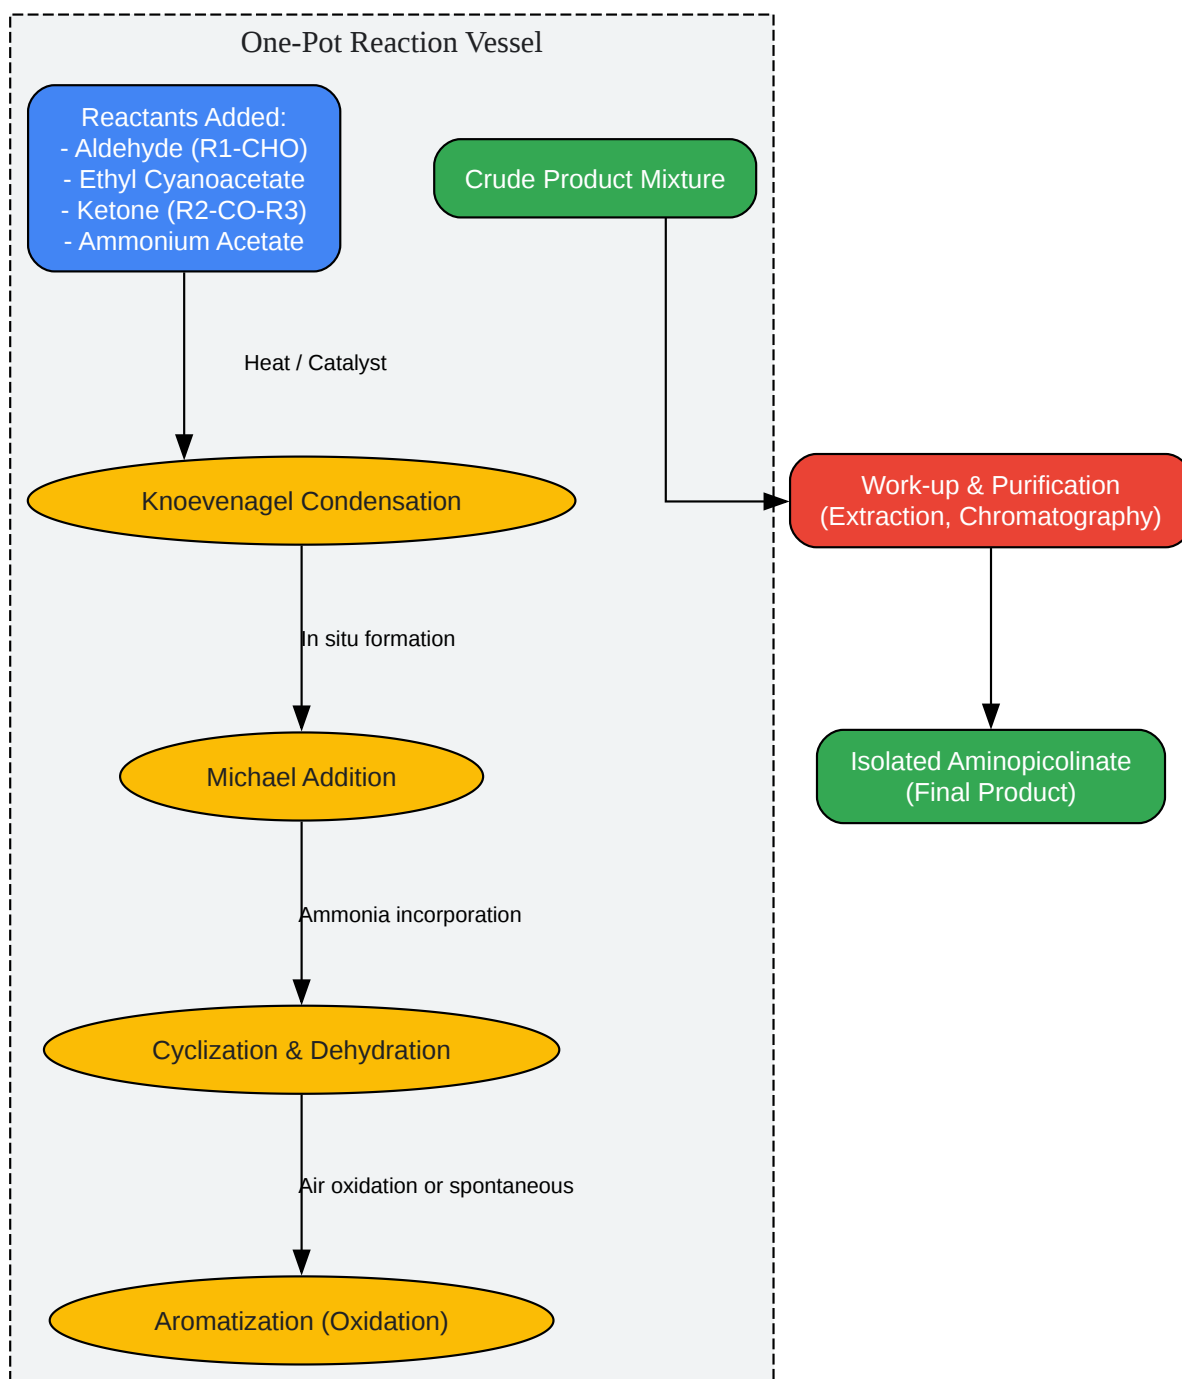 One-Pot Reaction Vessel
Reactants Added:
- Aldehyde (R1-CHO)
- Ethyl Cyanoacetate
- Ketone (R2-CO-R3)
- Ammonium Acetate
Crude Product Mixture
Heat / Catalyst
Knoevenagel Condensation
Work-up & Purification
(Extraction, Chromatography)
In situ formation
Michael Addition
Isolated Aminopicolinate
(Final Product)
Ammonia incorporation
Cyclization & Dehydration
Air oxidation or spontaneous
Aromatization (Oxidation)